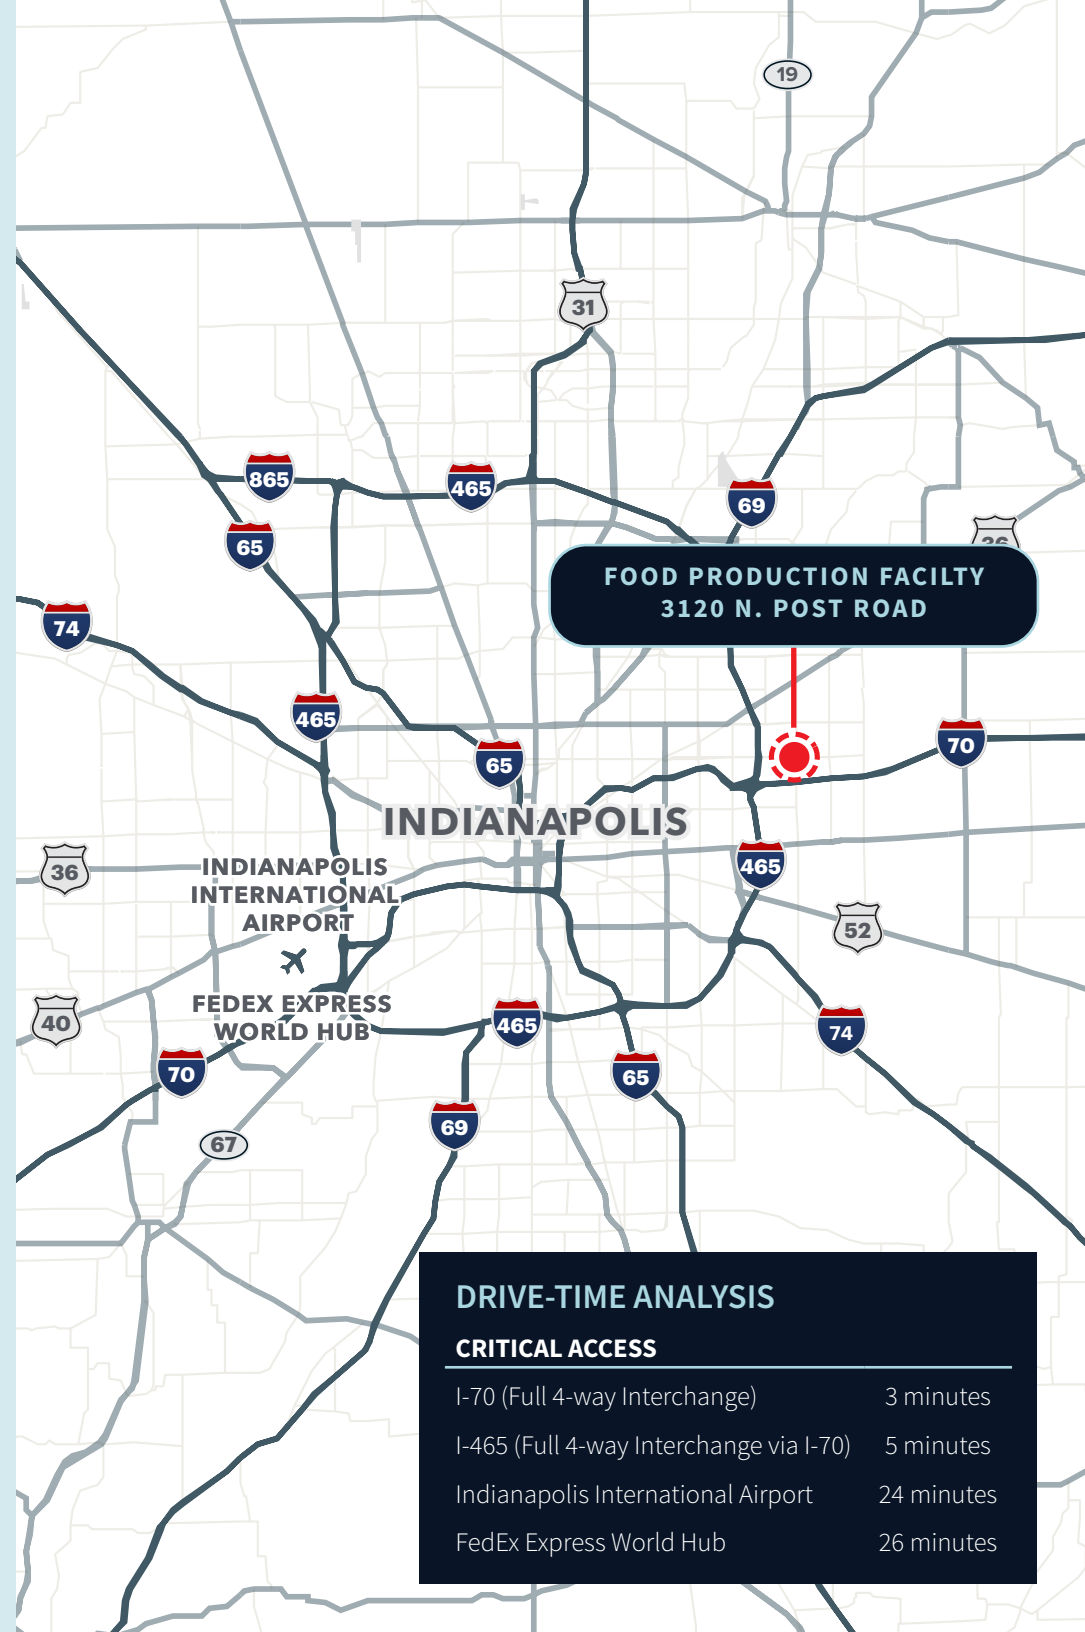 19
31
865
465
69
65
36
FOOD PRODUCTION FACILTY
3120 N. POST ROAD
74
465
70
65
INDIANAPOLIS
36
INDIANAPOLIS
INTERNATIONAL
AIRPORT
465
52
FEDEX EXPRESS
WORLD HUB
40
465
74
70
65
69
67
DRIVE-TIME ANALYSIS
CRITICAL ACCESS
I-70 (Full 4-way Interchange) 3 minutes
I-465 (Full 4-way Interchange via I-70) 5 minutes
Indianapolis International Airport 24 minutes
FedEx Express World Hub 26 minutes